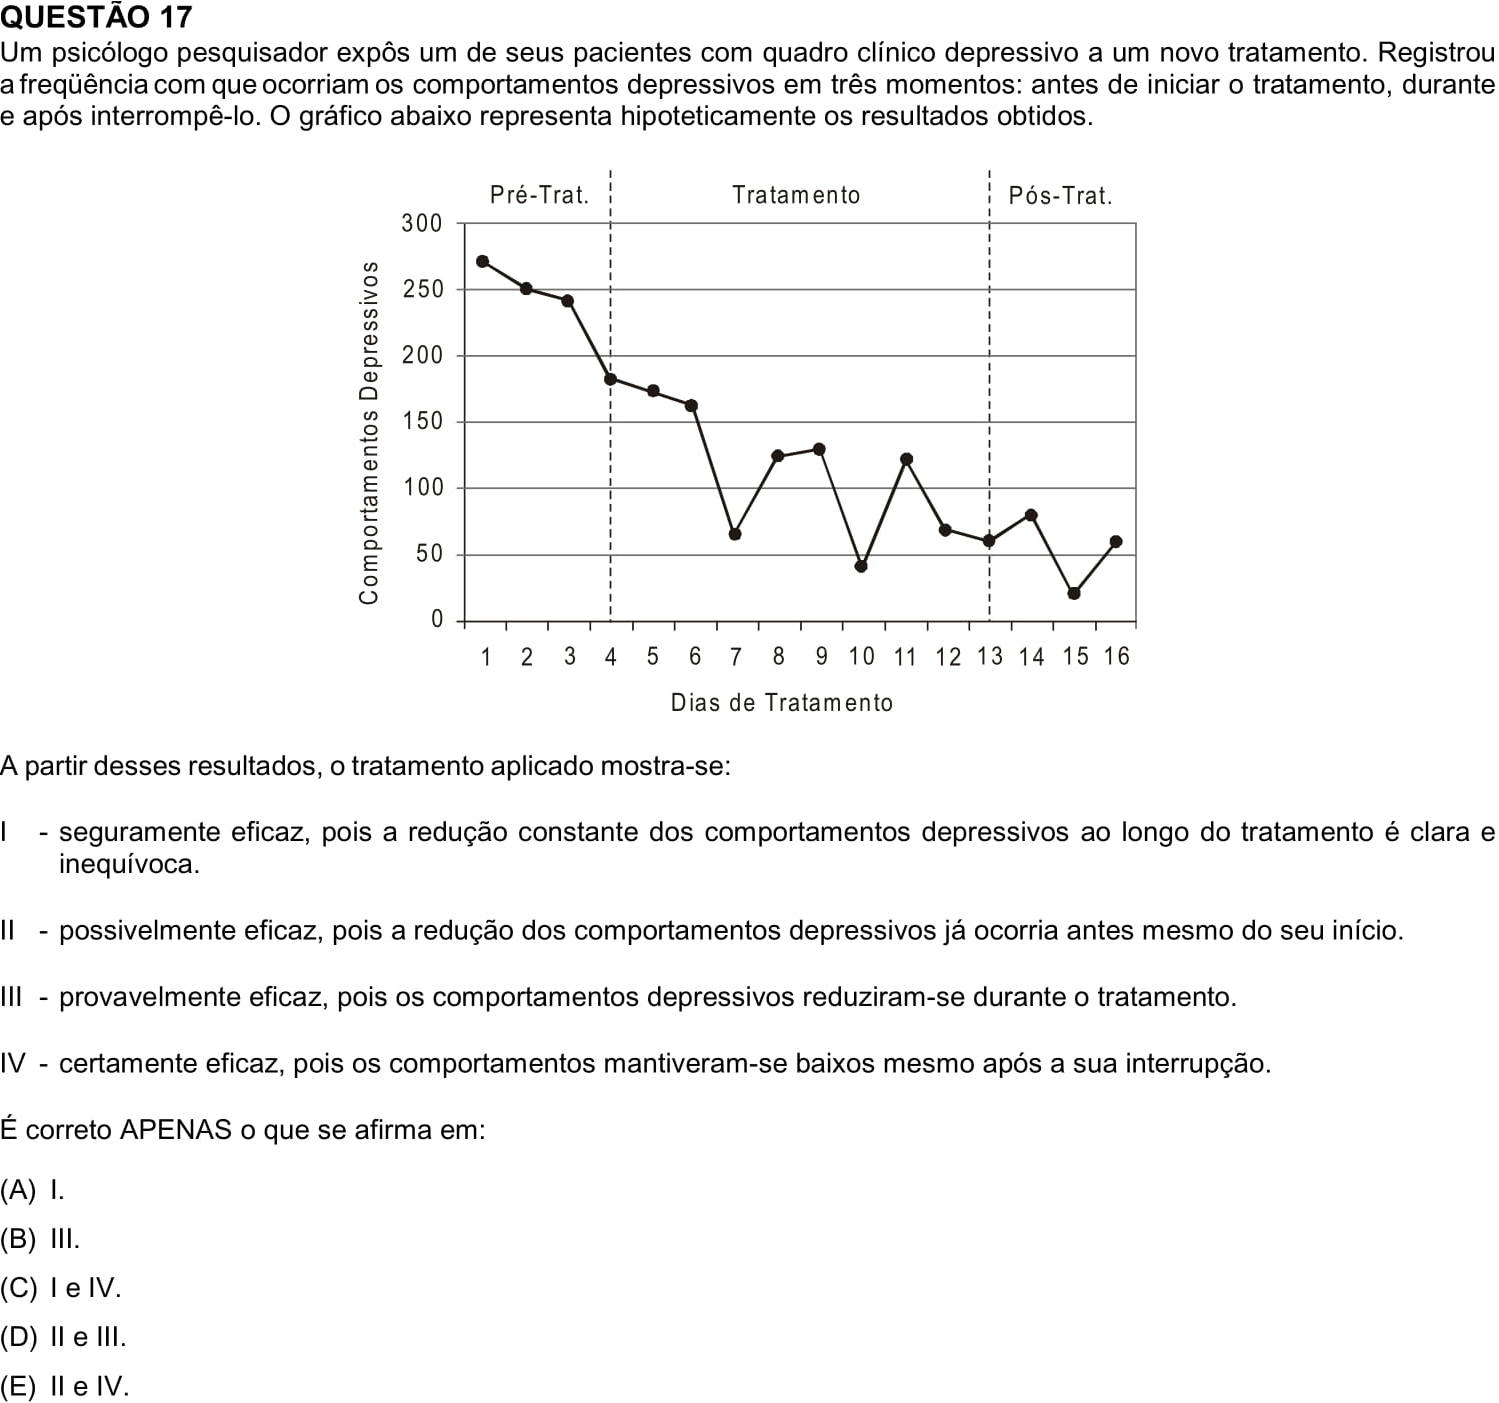 QUESTÃO 17
Um psicólogo pesquisador expôs um de seus pacientes com quadro clínico depressivo a um novo tratamento. Registrou
a freqüência com que ocorriam os comportamentos depressivos em três momentos: antes de iniciar o tratamento, durante
e após interrompê-lo. O gráfico abaixo representa hipoteticamente os resultados obtidos.
Pré-Trat. Tratamento Pós-Trat.
300
250
200
150
100
50
0
Comportamentos Depressivos
1 2 3 4 5 6 7 8 9 10 11 12 13 14 15 16
Dias de Tratamento
A partir desses resultados, o tratamento aplicado mostra-se:
I - seguramente eficaz, pois a redução constante dos comportamentos depressivos ao longo do tratamento é clara e
inequívoca.
II - possivelmente eficaz, pois a redução dos comportamentos depressivos já ocorria antes mesmo do seu início.
III - provavelmente eficaz, pois os comportamentos depressivos reduziram-se durante o tratamento.
IV - certamente eficaz, pois os comportamentos mantiveram-se baixos mesmo após a sua interrupção.
É correto APENAS o que se afirma em:
(A) I.
(B) III.
(C) I e IV.
(D) II e III.
(E) II e IV.